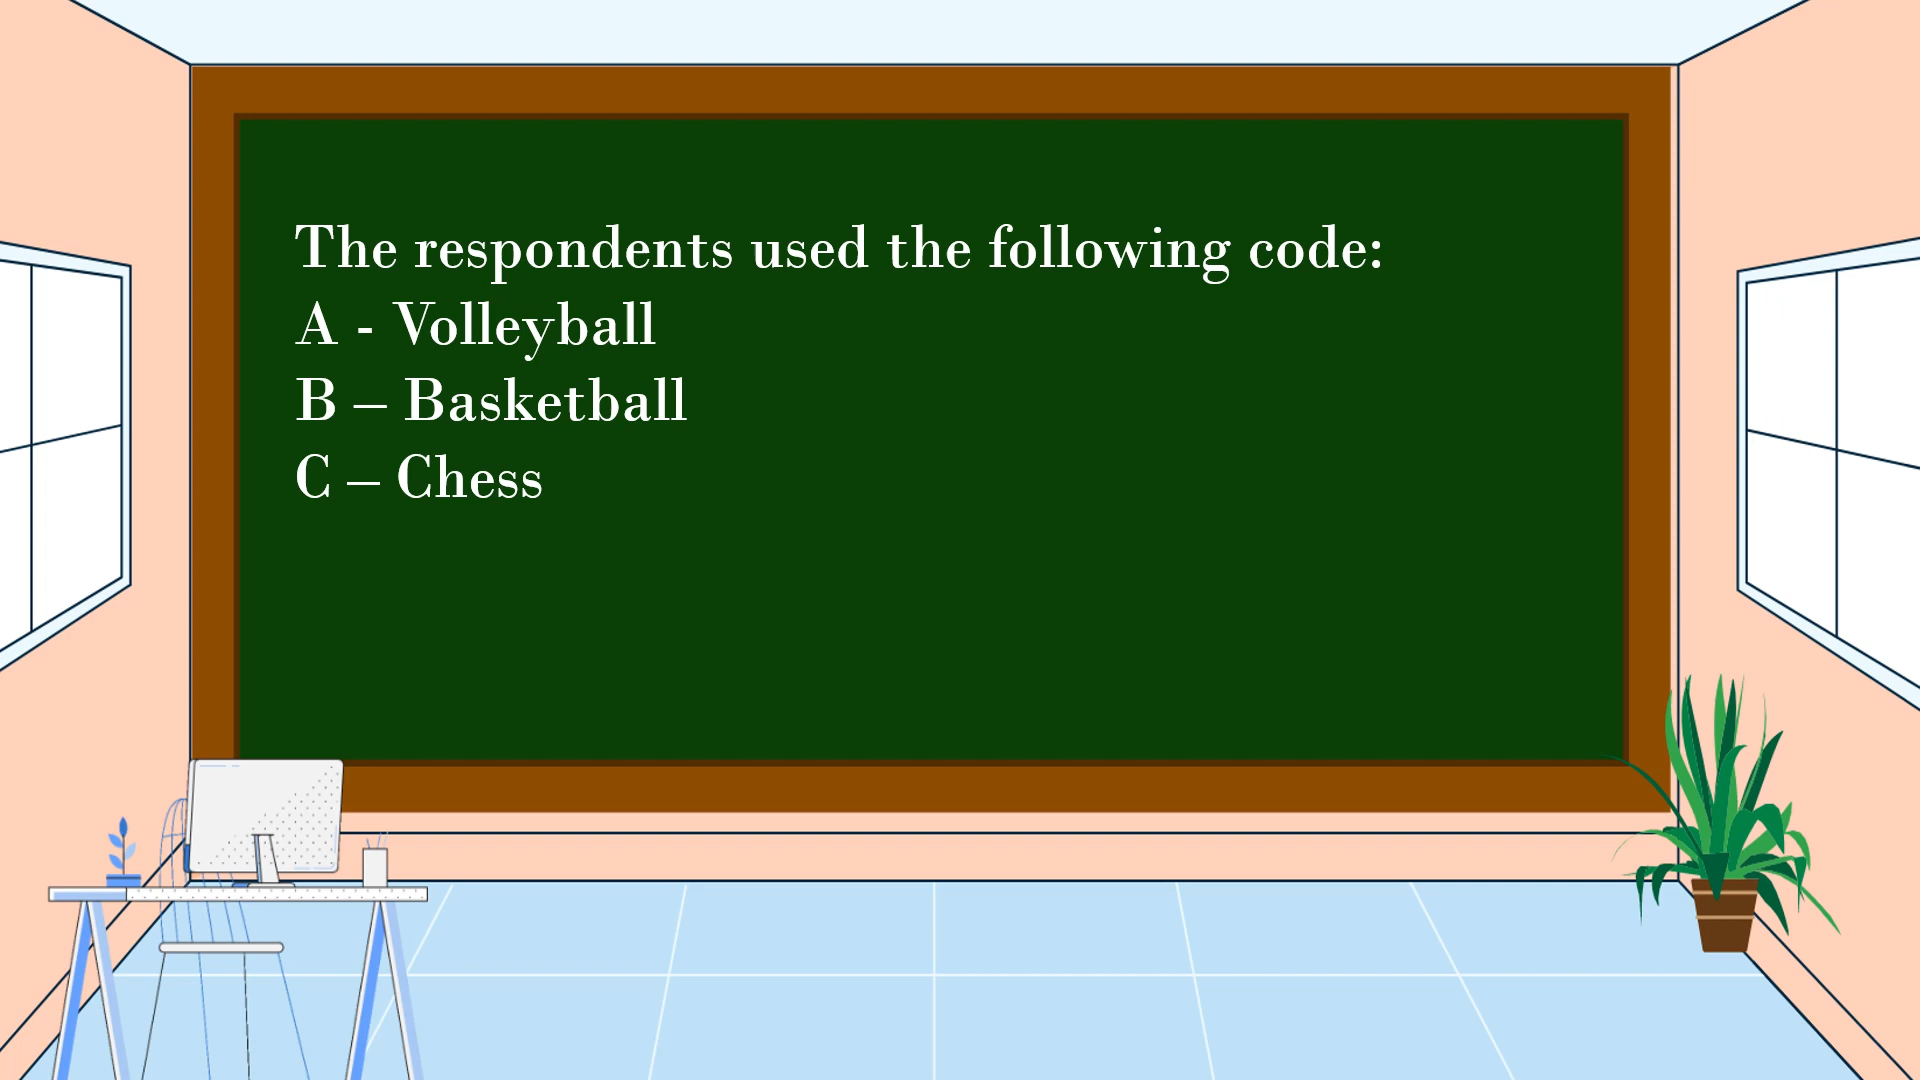 The respondents used the following code:
A - Volleyball
B – Basketball
C – Chess